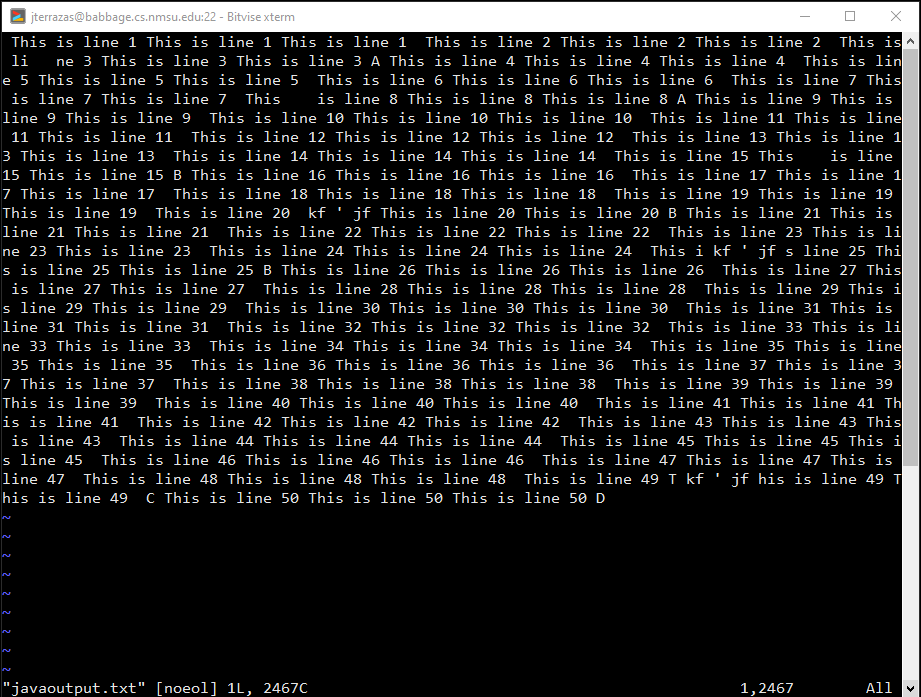 jterrazas@babbage.cs.nmsu.edu:22 - Bitvise xterm
This is line 1 This is line 1 This is line 1  This is line 2 This is line 2 This is line 2  This is
li   ne 3 This is line 3 This is line 3 A This is line 4 This is line 4 This is line 4  This is lin
e 5 This is line 5 This is line 5  This is line 6 This is line 6 This is line 6  This is line 7 This
is line 7 This is line 7  This    is line 8 This is line 8 This is line 8 A This is line 9 This is
line 9 This is line 9  This is line 10 This is line 10 This is line 10  This is line 11 This is line
11 This is line 11  This is line 12 This is line 12 This is line 12  This is line 13 This is line 1
3 This is line 13  This is line 14 This is line 14 This is line 14  This is line 15 This    is line
15 This is line 15 B This is line 16 This is line 16 This is line 16  This is line 17 This is line 1
7 This is line 17  This is line 18 This is line 18 This is line 18  This is line 19 This is line 19
This is line 19  This is line 20  kf ' jf This is line 20 This is line 20 B This is line 21 This is
line 21 This is line 21  This is line 22 This is line 22 This is line 22  This is line 23 This is li
ne 23 This is line 23  This is line 24 This is line 24 This is line 24  This i kf ' jf s line 25 Thi
s is line 25 This is line 25 B This is line 26 This is line 26 This is line 26  This is line 27 This
is line 27 This is line 27  This is line 28 This is line 28 This is line 28  This is line 29 This i
s line 29 This is line 29  This is line 30 This is line 30 This is line 30  This is line 31 This is
line 31 This is line 31  This is line 32 This is line 32 This is line 32  This is line 33 This is li
ne 33 This is line 33  This is line 34 This is line 34 This is line 34  This is line 35 This is line
35 This is line 35  This is line 36 This is line 36 This is line 36  This is line 37 This is line 3
7 This is line 37  This is line 38 This is line 38 This is line 38  This is line 39 This is line 39
This is line 39  This is line 40 This is line 40 This is line 40  This is line 41 This is line 41 Th
is is line 41  This is line 42 This is line 42 This is line 42  This is line 43 This is line 43 This
is line 43  This is line 44 This is line 44 This is line 44  This is line 45 This is line 45 This i
s line 45  This is line 46 This is line 46 This is line 46  This is line 47 This is line 47 This is
line 47  This is line 48 This is line 48 This is line 48  This is line 49 T kf ' jf his is line 49 T
his is line 49  C This is line 50 This is line 50 This is line 50 D
~
~
~
~
~
~
~
~
~
"javaoutput.txt" [noeol] 1L, 2467C 1,2467 All